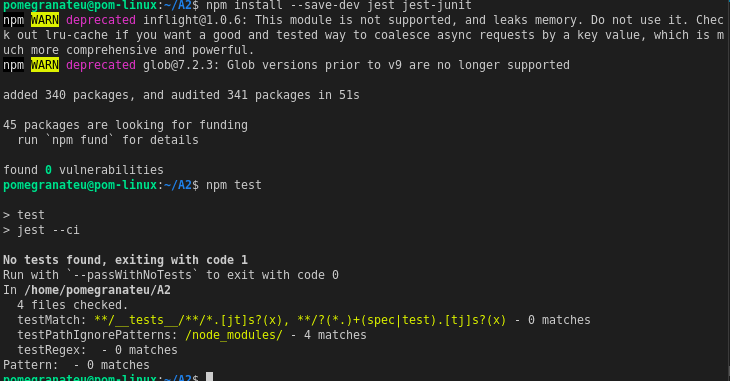 pomegranateu@pom-linux:~/A2$ npm install --save-dev jest jest-junit
npm WARN deprecated inflight@1.0.6: This module is not supported, and leaks memory. Do not use it. Chec
k out lru-cache if you want a good and tested way to coalesce async requests by a key value, which is m
uch more comprehensive and powerful.
npm WARN deprecated glob@7.2.3: Glob versions prior to v9 are no longer supported
added 340 packages, and audited 341 packages in 51s
45 packages are looking for funding
  run `npm fund` for details
found 0 vulnerabilities
pomegranateu@pom-linux:~/A2$ npm test
> test
> jest --ci
No tests found, exiting with code 1
Run with `--passWithNoTests` to exit with code 0
In /home/pomegranateu/A2
  4 files checked.
  testMatch: **/__tests__/**/*.[jt]s?(x), **/?(*.)+(spec|test).[tj]s?(x) - 0 matches
  testPathIgnorePatterns: /node_modules/ - 4 matches
  testRegex:  - 0 matches
Pattern:  - 0 matches
pomegranateu@pom-linux:~/A2$